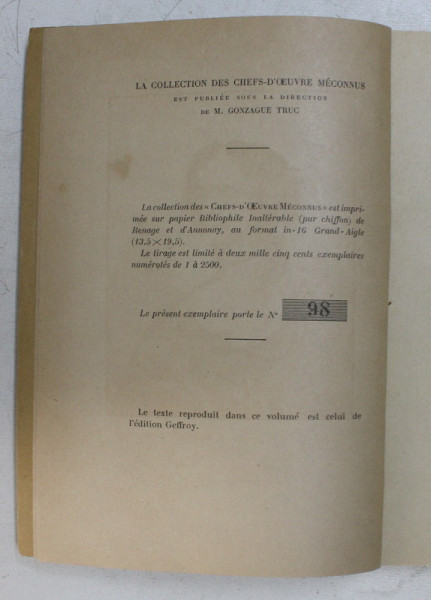 LA COLLECTION DES CHEFS-D'ŒUVRE MÉCONNUS
EST PUBLIÉE SOUS LA DIRECTION
DE M. GONZAGUE TRUC
La collection des « CHEFS-D'ŒUVRE MÉCONNUS » est impri-
mée sur papier Bibliophile Inaltérable (pur chiffon) de
Renage et d'Annonay, au format in-16 Grand-Aigle
(13,5 × 19,5).
Le tirage est limité à deux mille cinq cents exemplaires
numérotés de 1 à 2500.
Le présent exemplaire porte le N° 98
Le texte reproduit dans ce volume est celui de
l'édition Geffroy.